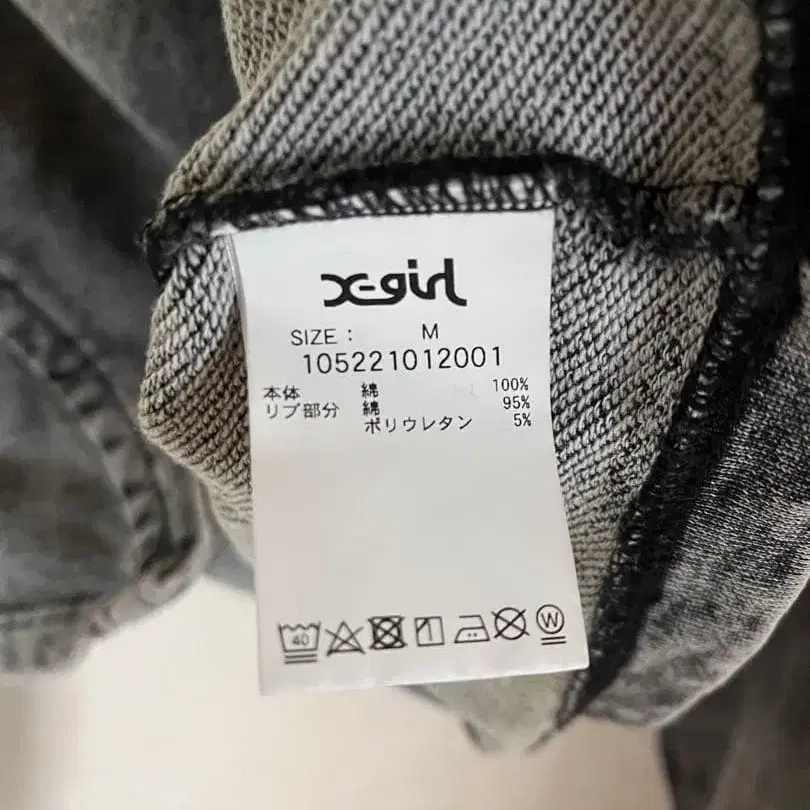 X-girl
SIZE : M
105221012001
本体 綿 100%
リブ部分 綿 95%
ポリウレタン 5%
40 W